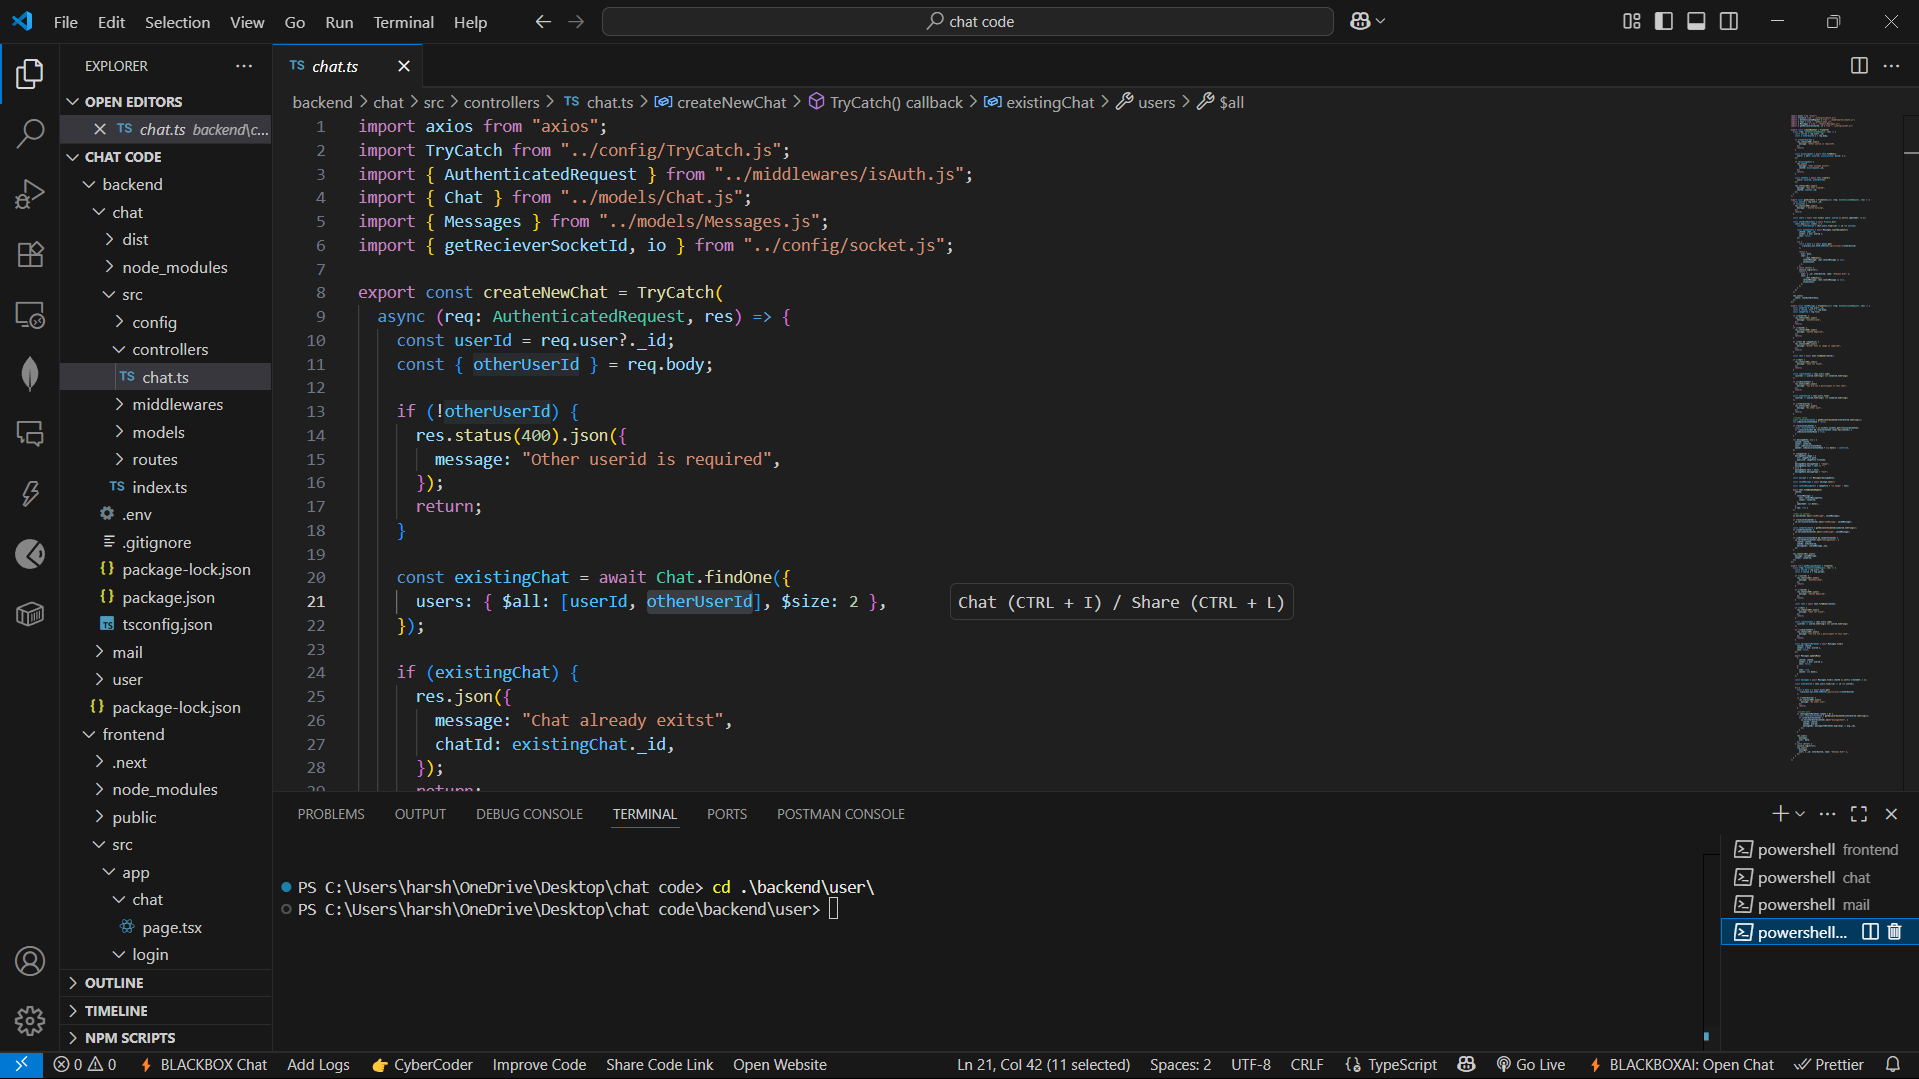 File Edit Selection View Go Run Terminal Help
chat code
EXPLORER
OPEN EDITORS
TS chat.ts backend\c...
CHAT CODE
backend
chat
dist
node_modules
src
config
controllers
TS chat.ts
middlewares
models
routes
TS index.ts
.env
.gitignore
{} package-lock.json
{} package.json
TS tsconfig.json
mail
user
{} package-lock.json
frontend
.next
node_modules
public
src
app
chat
page.tsx
login
OUTLINE
TIMELINE
NPM SCRIPTS
TS chat.ts
backend > chat > src > controllers > TS chat.ts > createNewChat > TryCatch() callback > existingChat > users > $all
1 import axios from "axios";
2 import TryCatch from "../config/TryCatch.js";
3 import { AuthenticatedRequest } from "../middlewares/isAuth.js";
4 import { Chat } from "../models/Chat.js";
5 import { Messages } from "../models/Messages.js";
6 import { getRecieverSocketId, io } from "../config/socket.js";
7
8 export const createNewChat = TryCatch(
9 async (req: AuthenticatedRequest, res) => {
10 const userId = req.user?._id;
11 const { otherUserId } = req.body;
12
13 if (!otherUserId) {
14 res.status(400).json({
15 message: "Other userid is required",
16 });
17 return;
18 }
19
20 const existingChat = await Chat.findOne({
21 users: { $all: [userId, otherUserId], $size: 2 },
Chat (CTRL + I) / Share (CTRL + L)
22 });
23
24 if (existingChat) {
25 res.json({
26 message: "Chat already exitst",
27 chatId: existingChat._id,
28 });
29 return;
PROBLEMS OUTPUT DEBUG CONSOLE TERMINAL PORTS POSTMAN CONSOLE
PS C:\Users\harsh\OneDrive\Desktop\chat code> cd .\backend\user\
PS C:\Users\harsh\OneDrive\Desktop\chat code\backend\user>
powershell frontend
powershell chat
powershell mail
powershell...
0 0 BLACKBOX Chat Add Logs CyberCoder Improve Code Share Code Link Open Website Ln 21, Col 42 (11 selected) Spaces: 2 UTF-8 CRLF {} TypeScript Go Live BLACKBOXAI: Open Chat Prettier